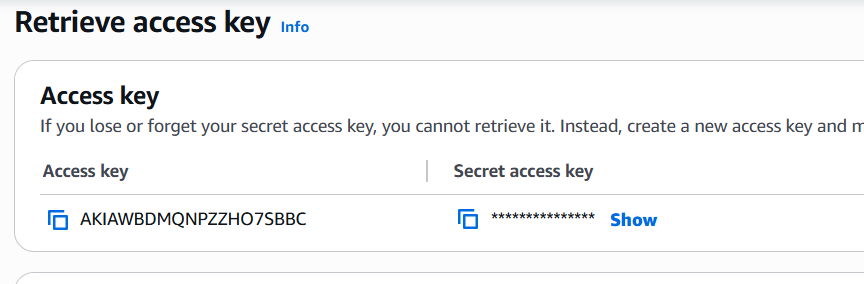 Retrieve access key Info
Access key
If you lose or forget your secret access key, you cannot retrieve it. Instead, create a new access key and m
Access key Secret access key
AKIAWBDMQNPZZHO7SBBC *************** Show